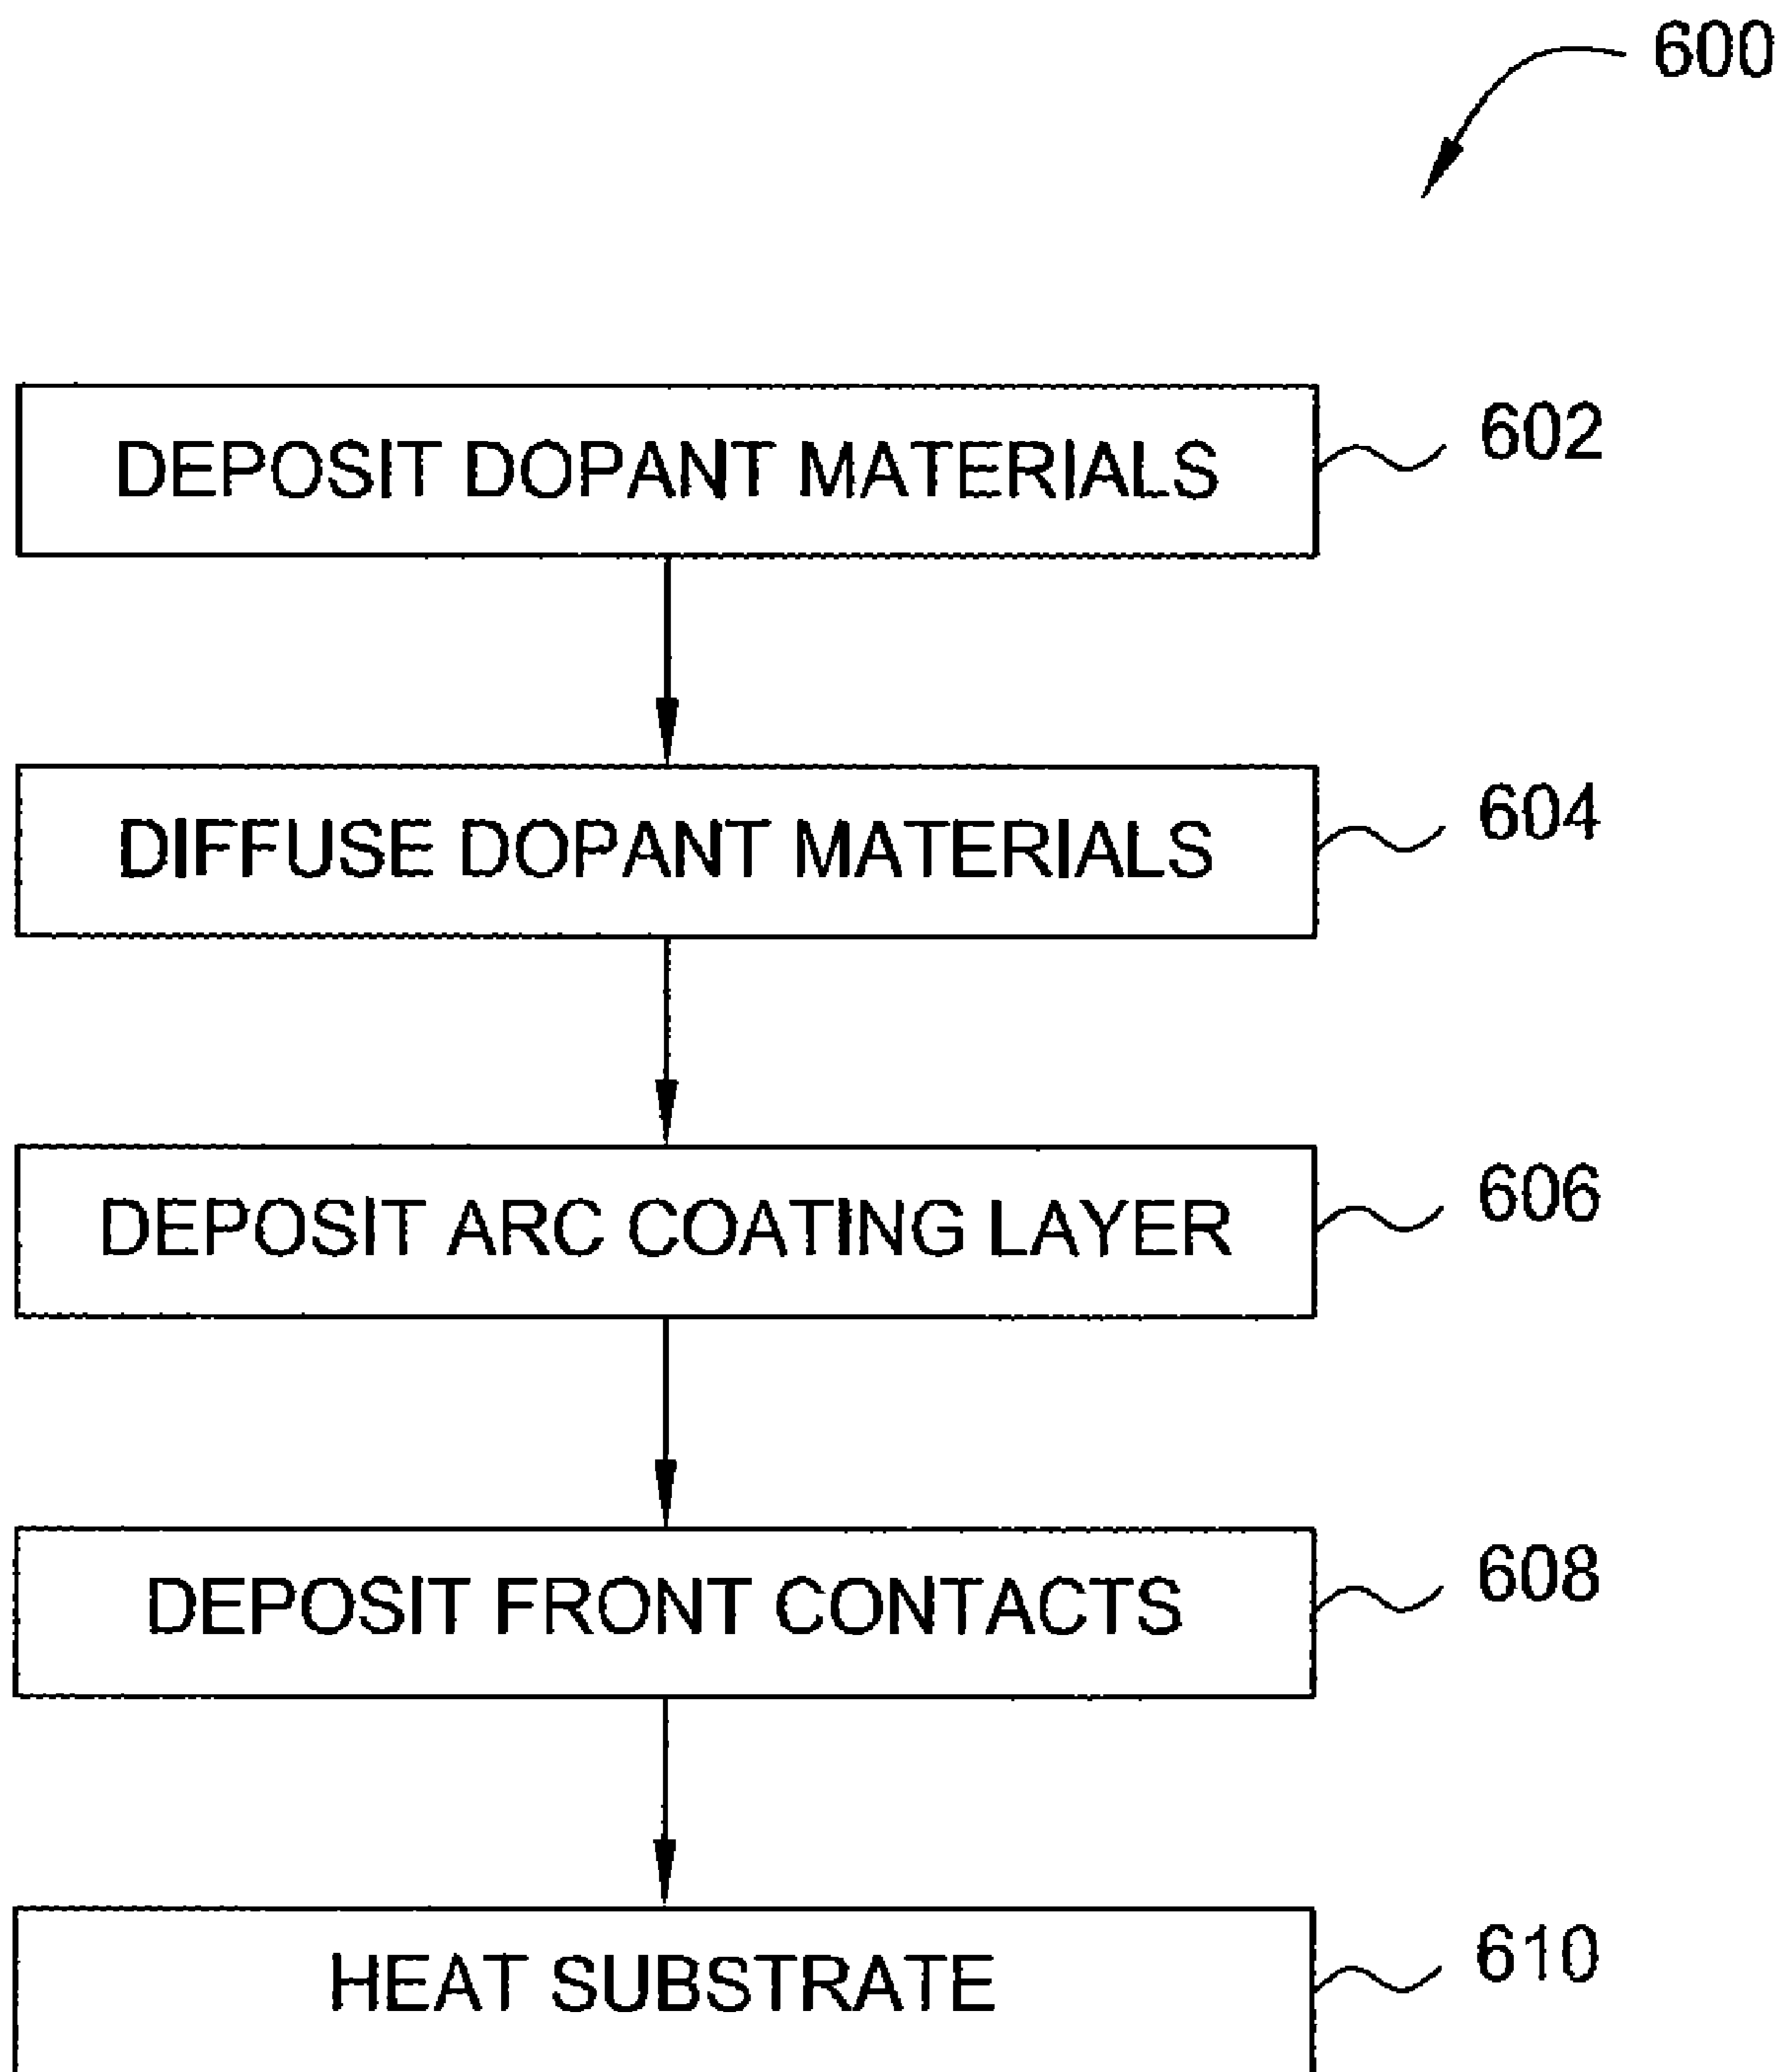 600
DEPOSIT DOPANT MATERIALS 602
DIFFUSE DOPANT MATERIALS 604
DEPOSIT ARC COATING LAYER 606
DEPOSIT FRONT CONTACTS 608
HEAT SUBSTRATE 610